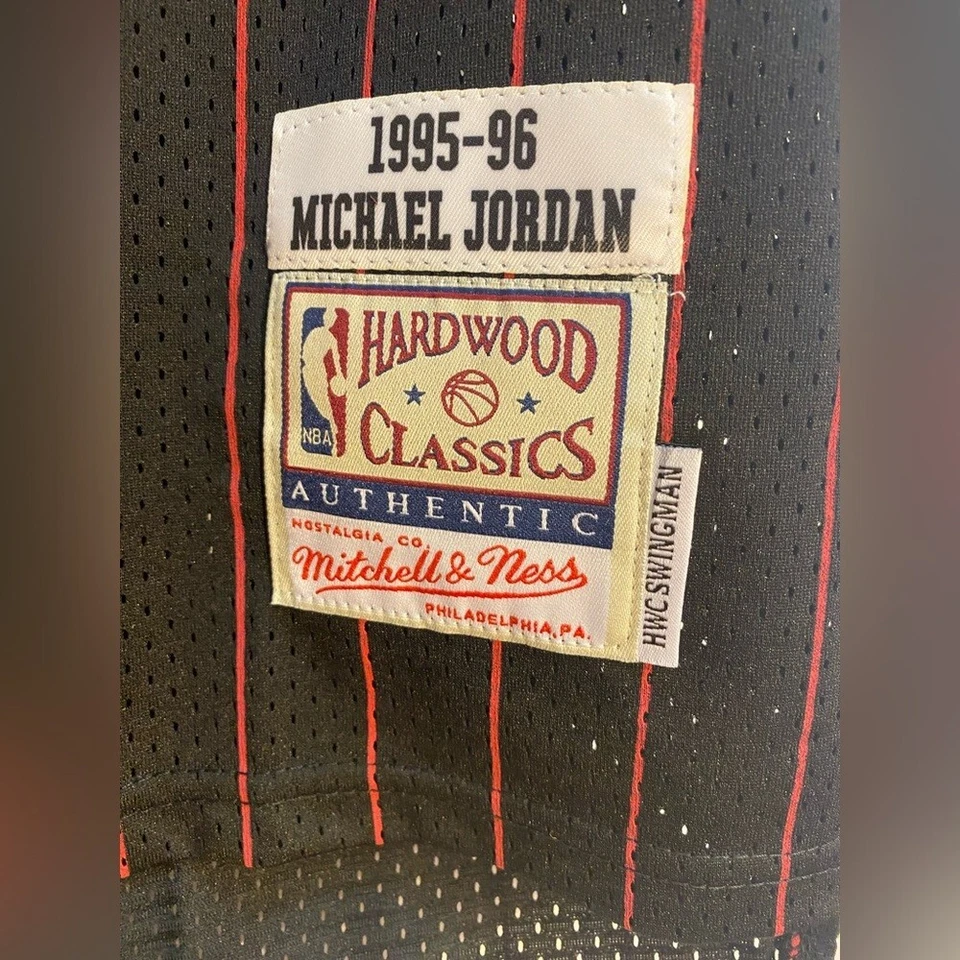 1995-96
MICHAEL JORDAN
HARDWOOD
CLASSICS
NBA
AUTHENTIC
NOSTALGIA CO.
Mitchell & Ness
PHILADELPHIA, PA.
HWC SWINGMAN